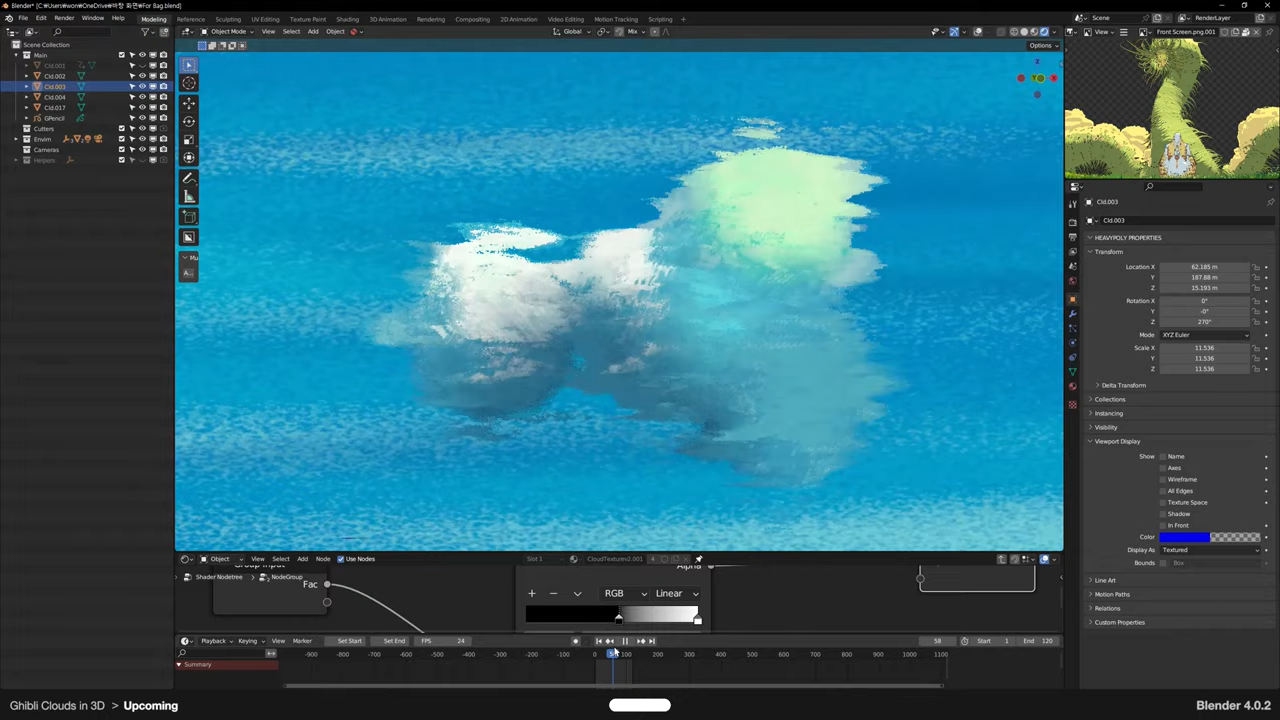 Blender* [C:\Users\won\OneDrive\바탕 화면\For Bag.blend]
File Edit Render Window Help
Modeling Reference Sculpting UV Editing Texture Paint Shading 3D Animation Rendering Compositing 2D Animation Video Editing Motion Tracking Scripting
Scene RenderLayer
Object Mode View Select Add Object
Global Mix
View Front Screen.png.001
Options
Scene Collection
Main
Cld.001
Cld.002
Cld.003
Cld.004
Cld.017
GPencil
Cutters
Envirn
Cameras
Helpers
Mu
Cld.003
Cld.003
HEAVYPOLY PROPERTIES
Transform
Location X 62.185 m
Y 187.88 m
Z 15.193 m
Rotation X 0°
Y -0°
Z 270°
Mode XYZ Euler
Scale X 11.536
Y 11.536
Z 11.536
Delta Transform
Collections
Instancing
Visibility
Viewport Display
Show Name
Axes
Wireframe
All Edges
Texture Space
Shadow
In Front
Color
Display As Textured
Bounds Box
Line Art
Motion Paths
Relations
Custom Properties
Object View Select Add Node Use Nodes
Slot 1 CloudTexturev2.001 4
Shader Nodetree > NodeGroup
Group Input
Fac
Alpha
RGB Linear
Playback Keying View Marker Set Start Set End FPS 24
58 Start 1 End 120
-900 -800 -700 -600 -500 -400 -300 -200 -100 0 100 200 300 400 500 600 700 800 900 1000 1100
Summary
Ghibli Clouds in 3D > Upcoming
Blender 4.0.2